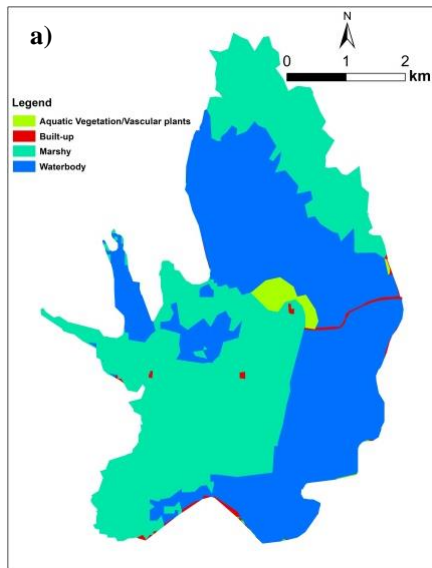 a)
N
0 1 2
km
Legend
Aquatic Vegetation/Vascular plants
Built-up
Marshy
Waterbody